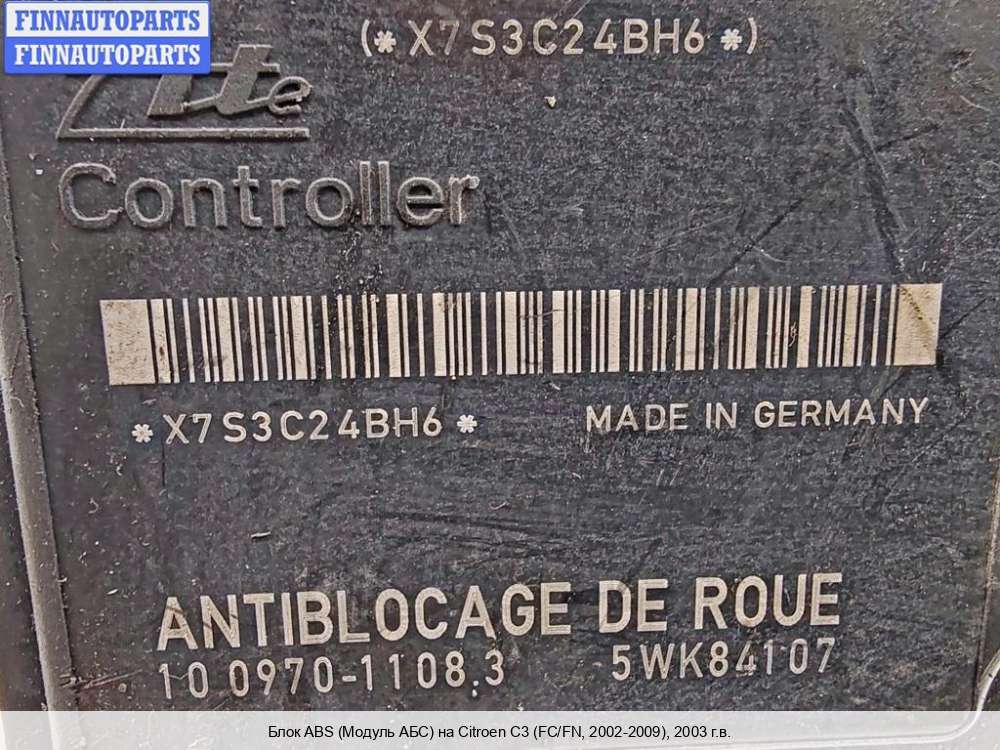 FINNAUTOPARTS
FINNAUTOPARTS
(*X7S3C24BH6*)
Ate
Controller
*X7S3C24BH6* MADE IN GERMANY
ANTIBLOCAGE DE ROUE
10.0970-1108.3 5WK84107
Блок ABS (Модуль АБС) на Citroen C3 (FC/FN, 2002-2009), 2003 г.в.